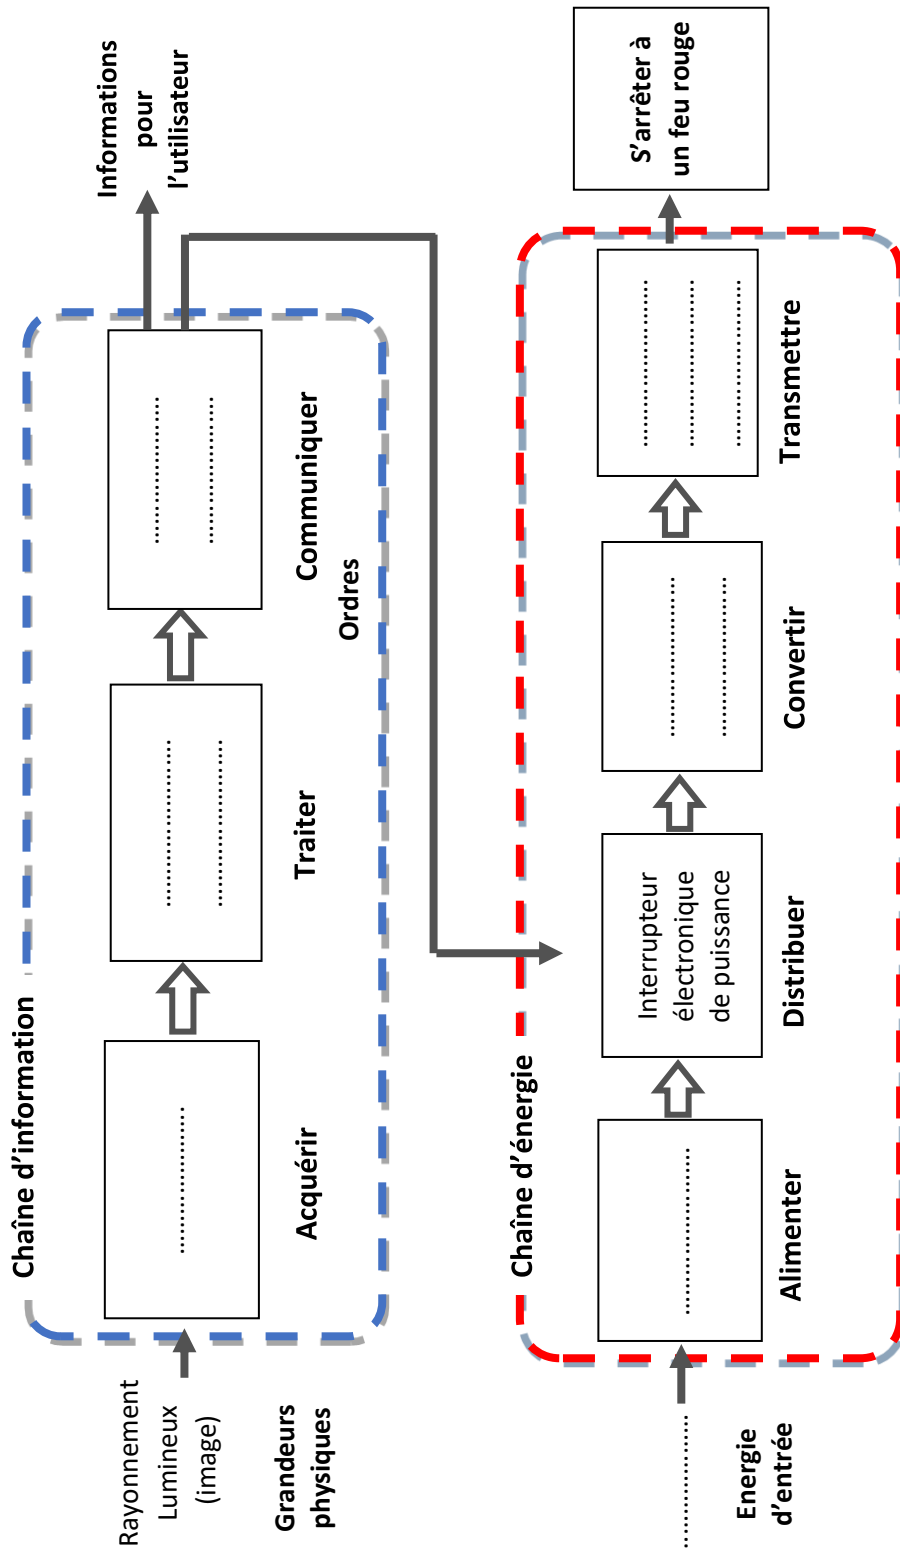 Chaîne d'information
Rayonnement
Lumineux
(image)
Grandeurs
physiques
Acquérir
Traiter
Communiquer
Informations
pour
l'utilisateur
Ordres
Chaîne d'énergie
Energie
d'entrée
Alimenter
Interrupteur
électronique
de puissance
Distribuer
Convertir
Transmettre
S'arrêter à
un feu rouge